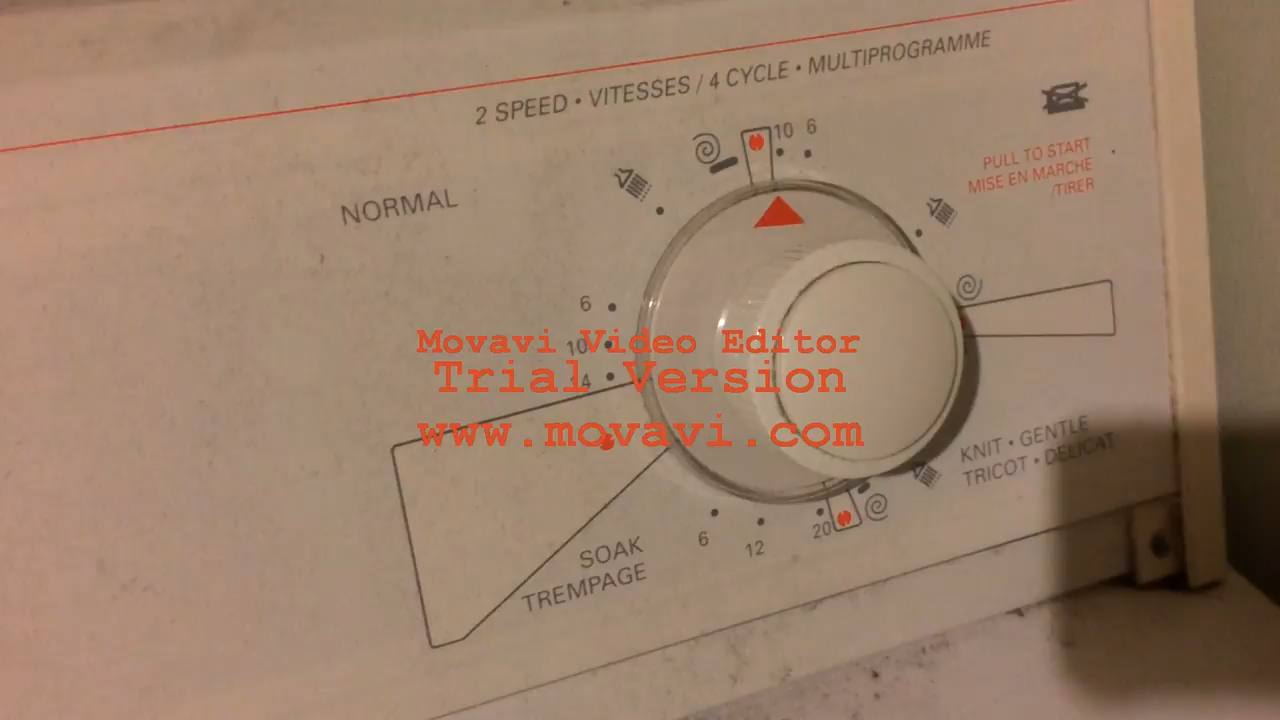 2 SPEED • VITESSES / 4 CYCLE • MULTIPROGRAMME
10 6
PULL TO START
MISE EN MARCHE
/TIRER
NORMAL
6
10
14
Movavi Video Editor
Trial Version
www.movavi.com
KNIT • GENTLE
TRICOT • DELICAT
6
12
20
SOAK
TREMPAGE